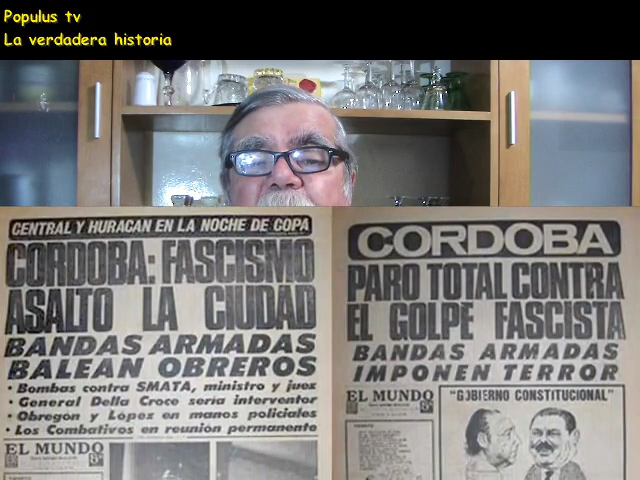 Populus tv
La verdadera historia
CENTRAL Y HURACAN EN LA NOCHE DE COPA
CORDOBA: FASCISMO
ASALTO LA CIUDAD
BANDAS ARMADAS
BALEAN OBREROS
• Bombas contra SMATA, ministro y juez
• General Della Croce sería interventor
• Obregon y López en manos policiales
• Los Combativos en reunión permanente
EL MUNDO
CORDOBA
PARO TOTAL CONTRA
EL GOLPE FASCISTA
BANDAS ARMADAS
IMPONEN TERROR
EL MUNDO
"GOBIERNO CONSTITUCIONAL"